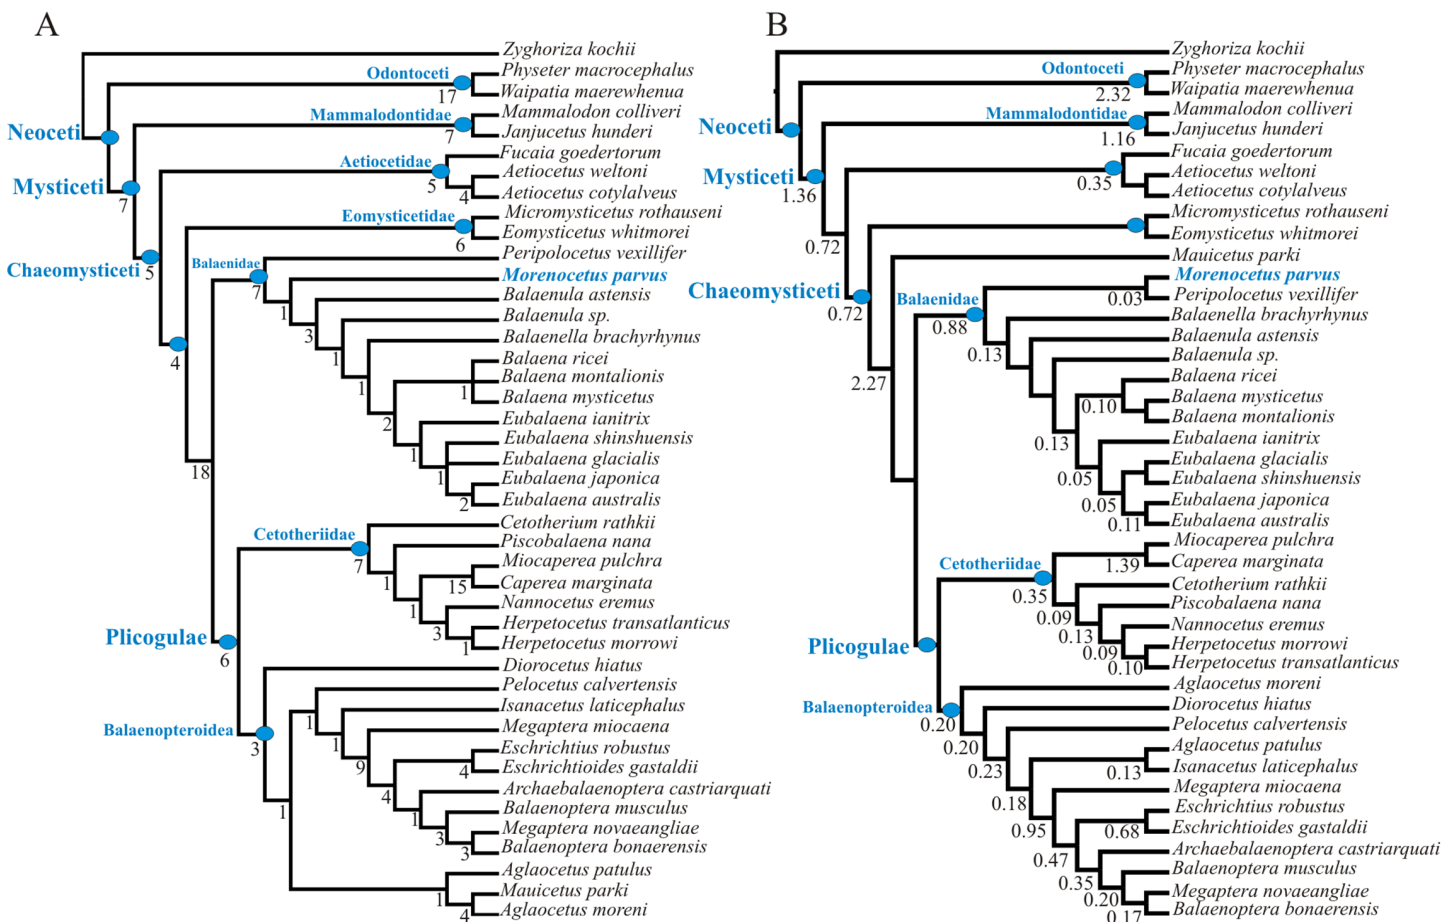 A
Zyghoriza kochii
Odontoceti
Physeter macrocephalus
17
Waipatia maerewhenua
Mammalodontidae
Mammalodon colliveri
Neoceti
7
Janjucetus hunderi
Aetiocetidae
Fucaia goedertorum
5
Aetiocetus weltoni
Mysticeti
7
4
Aetiocetus cotylalveus
Eomysticetidae
Micromysticetus rothauseni
6
Eomysticetus whitmorei
Peripolocetus vexillifer
Chaeomysticeti
5
Balaenidae
7
Morenocetus parvus
1
Balaenula astensis
3
Balaenula sp.
4
1
Balaenella brachyrhynus
1
Balaena ricei
Balaena montalionis
1
Balaena mysticetus
2
Eubalaena ianitrix
1
Eubalaena shinshuensis
18
1
Eubalaena glacialis
Eubalaena japonica
2
Eubalaena australis
Cetotherium rathkii
Cetotheriidae
7
Piscobalaena nana
1
Miocaperea pulchra
15
Caperea marginata
1
Nannocetus eremus
3
Herpetocetus transatlanticus
Plicogulae
6
1
Herpetocetus morrowi
Diorocetus hiatus
Pelocetus calvertensis
1
Isanacetus laticephalus
Balaenopteroidea
3
1
Megaptera miocaena
9
Eschrichtius robustus
4
Eschrichtioides gastaldii
4
Archaebalaenoptera castriarquati
1
1
Balaenoptera musculus
3
Megaptera novaeangliae
3
Balaenoptera bonaerensis
Aglaocetus patulus
1
Mauicetus parki
4
Aglaocetus moreni
B
Zyghoriza kochii
Odontoceti
Physeter macrocephalus
2.32
Waipatia maerewhenua
Mammalodontidae
Mammalodon colliveri
Neoceti
1.16
Janjucetus hunderi
Fucaia goedertorum
0.35
Aetiocetus weltoni
Mysticeti
1.36
Aetiocetus cotylalveus
Micromysticetus rothauseni
Eomysticetus whitmorei
0.72
Mauicetus parki
Chaeomysticeti
0.72
Morenocetus parvus
Balaenidae
0.03
Peripolocetus vexillifer
0.88
Balaenella brachyrhynus
0.13
Balaenula astensis
Balaenula sp.
2.27
Balaena ricei
0.10
Balaena mysticetus
Balaena montalionis
0.13
Eubalaena ianitrix
0.05
Eubalaena glacialis
Eubalaena shinshuensis
0.05
Eubalaena japonica
0.11
Eubalaena australis
Miocaperea pulchra
Cetotheriidae
1.39
Caperea marginata
0.35
Cetotherium rathkii
0.09
Piscobalaena nana
0.13
Nannocetus eremus
Plicogulae
0.09
Herpetocetus morrowi
0.10
Herpetocetus transatlanticus
Aglaocetus moreni
Balaenopteroidea
0.20
Diorocetus hiatus
0.20
Pelocetus calvertensis
0.23
Aglaocetus patulus
0.13
Isanacetus laticephalus
0.18
Megaptera miocaena
0.95
Eschrichtius robustus
0.68
Eschrichtioides gastaldii
0.47
Archaebalaenoptera castriarquati
0.35
Balaenoptera musculus
0.20
Megaptera novaeangliae
0.17
Balaenoptera bonaerensis